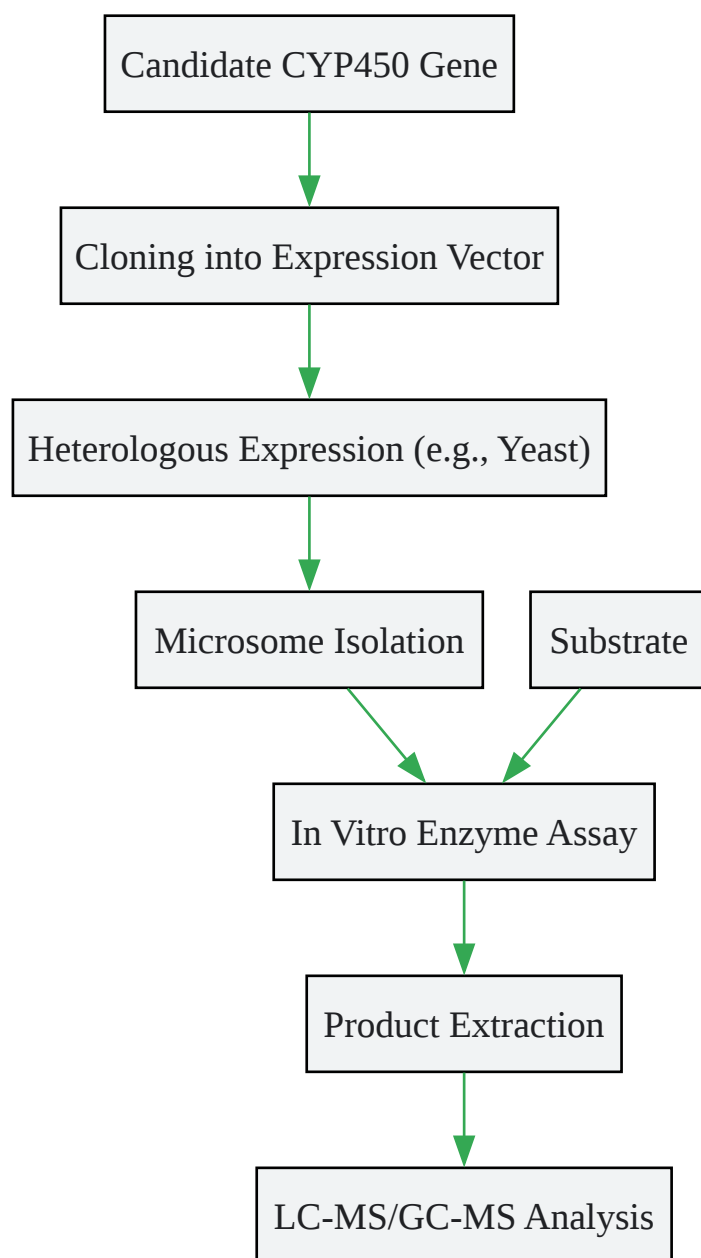 Candidate CYP450 Gene
Cloning into Expression Vector
Heterologous Expression (e.g., Yeast)
Microsome Isolation
Substrate
In Vitro Enzyme Assay
Product Extraction
LC-MS/GC-MS Analysis